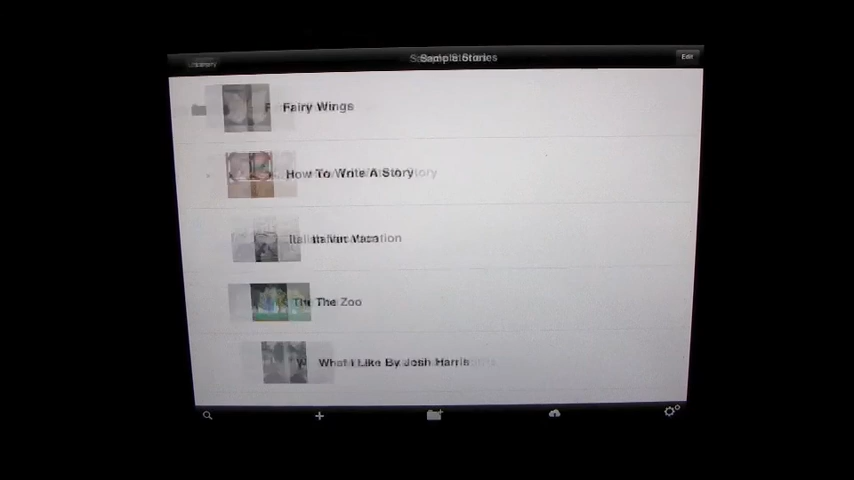 Sample Stories
Edit
Fairy Wings
How To Write A Story
Italian Vacation
The Zoo
What I Like By Josh Harris